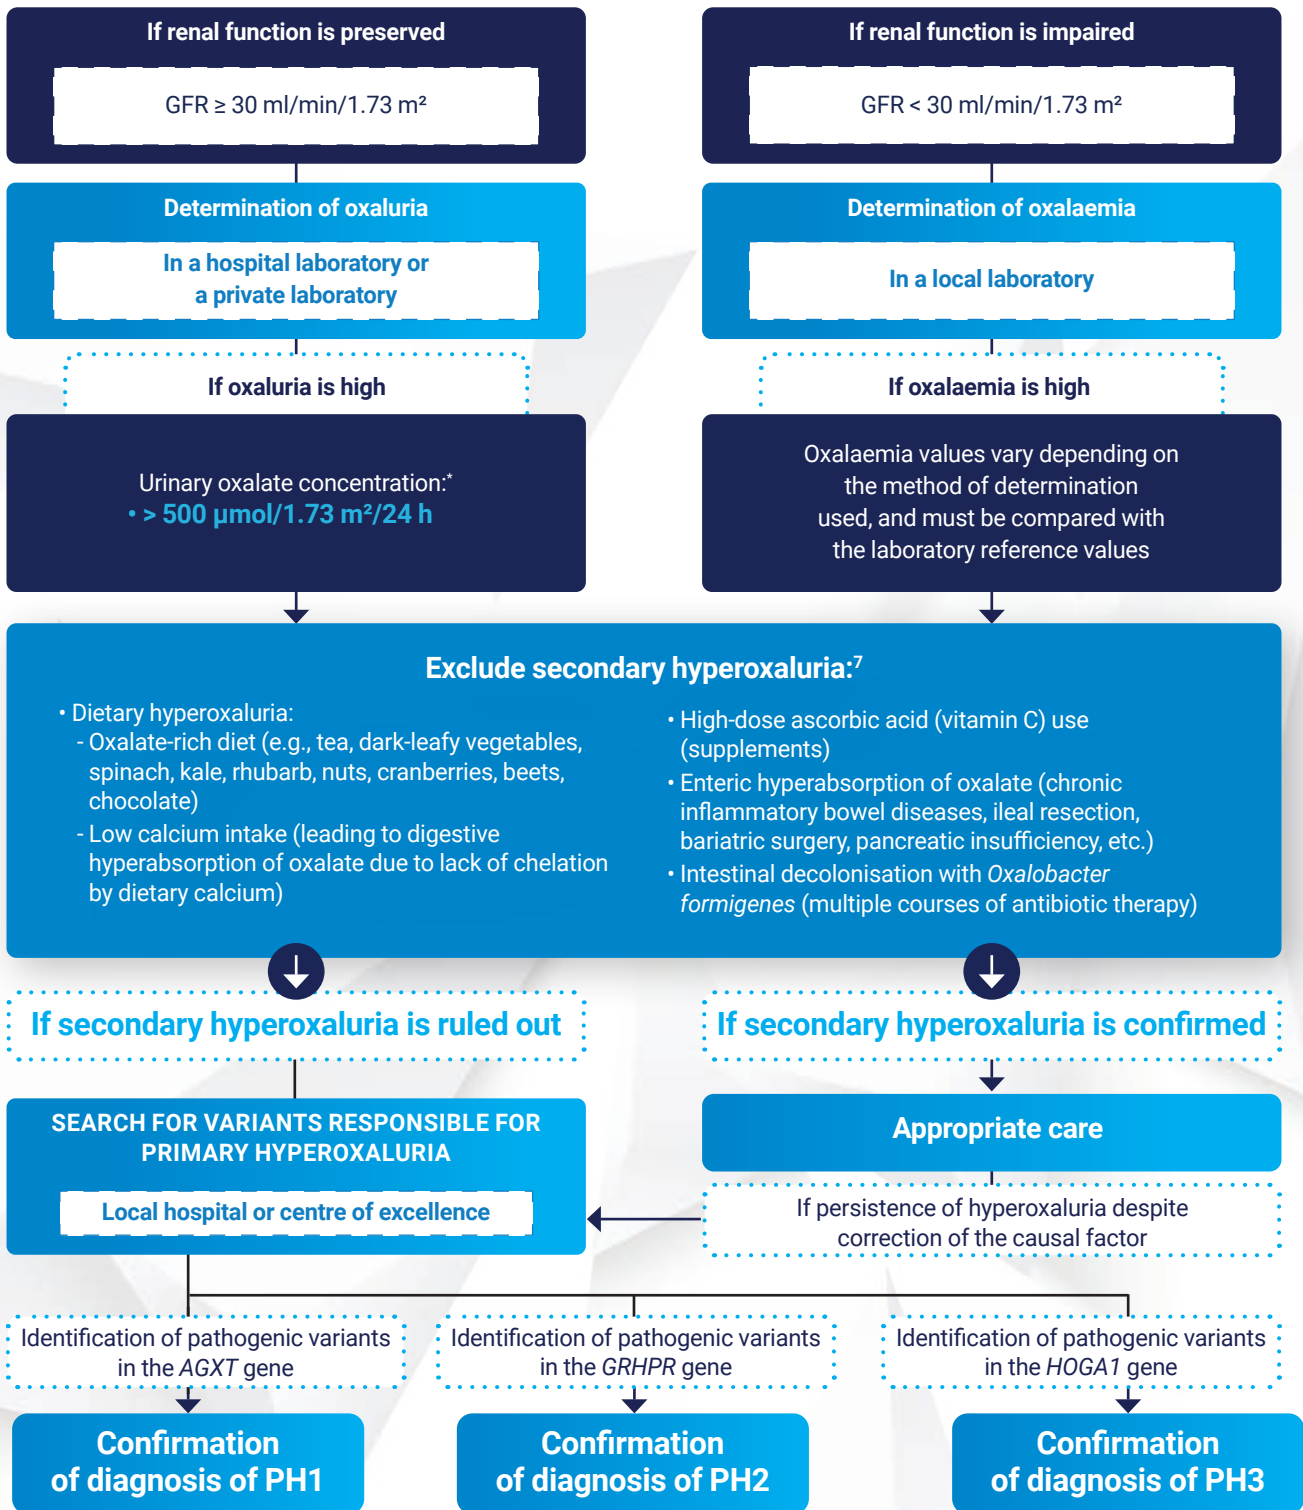 If renal function is preserved
GFR ≥ 30 ml/min/1.73 m²
If renal function is impaired
GFR < 30 ml/min/1.73 m²
Determination of oxaluria
In a hospital laboratory or
a private laboratory
Determination of oxalaemia
In a local laboratory
If oxaluria is high
If oxalaemia is high
Urinary oxalate concentration:*
• > 500 µmol/1.73 m²/24 h
Oxalaemia values vary depending on
the method of determination
used, and must be compared with
the laboratory reference values
Exclude secondary hyperoxaluria:⁷
• Dietary hyperoxaluria:
- Oxalate-rich diet (e.g., tea, dark-leafy vegetables,
spinach, kale, rhubarb, nuts, cranberries, beets,
chocolate)
- Low calcium intake (leading to digestive
hyperabsorption of oxalate due to lack of chelation
by dietary calcium)
• High-dose ascorbic acid (vitamin C) use
(supplements)
• Enteric hyperabsorption of oxalate (chronic
inflammatory bowel diseases, ileal resection,
bariatric surgery, pancreatic insufficiency, etc.)
• Intestinal decolonisation with Oxalobacter
formigenes (multiple courses of antibiotic therapy)
If secondary hyperoxaluria is ruled out
If secondary hyperoxaluria is confirmed
SEARCH FOR VARIANTS RESPONSIBLE FOR
PRIMARY HYPEROXALURIA
Local hospital or centre of excellence
Appropriate care
If persistence of hyperoxaluria despite
correction of the causal factor
Identification of pathogenic variants
in the AGXT gene
Identification of pathogenic variants
in the GRHPR gene
Identification of pathogenic variants
in the HOGA1 gene
Confirmation
of diagnosis of PH1
Confirmation
of diagnosis of PH2
Confirmation
of diagnosis of PH3